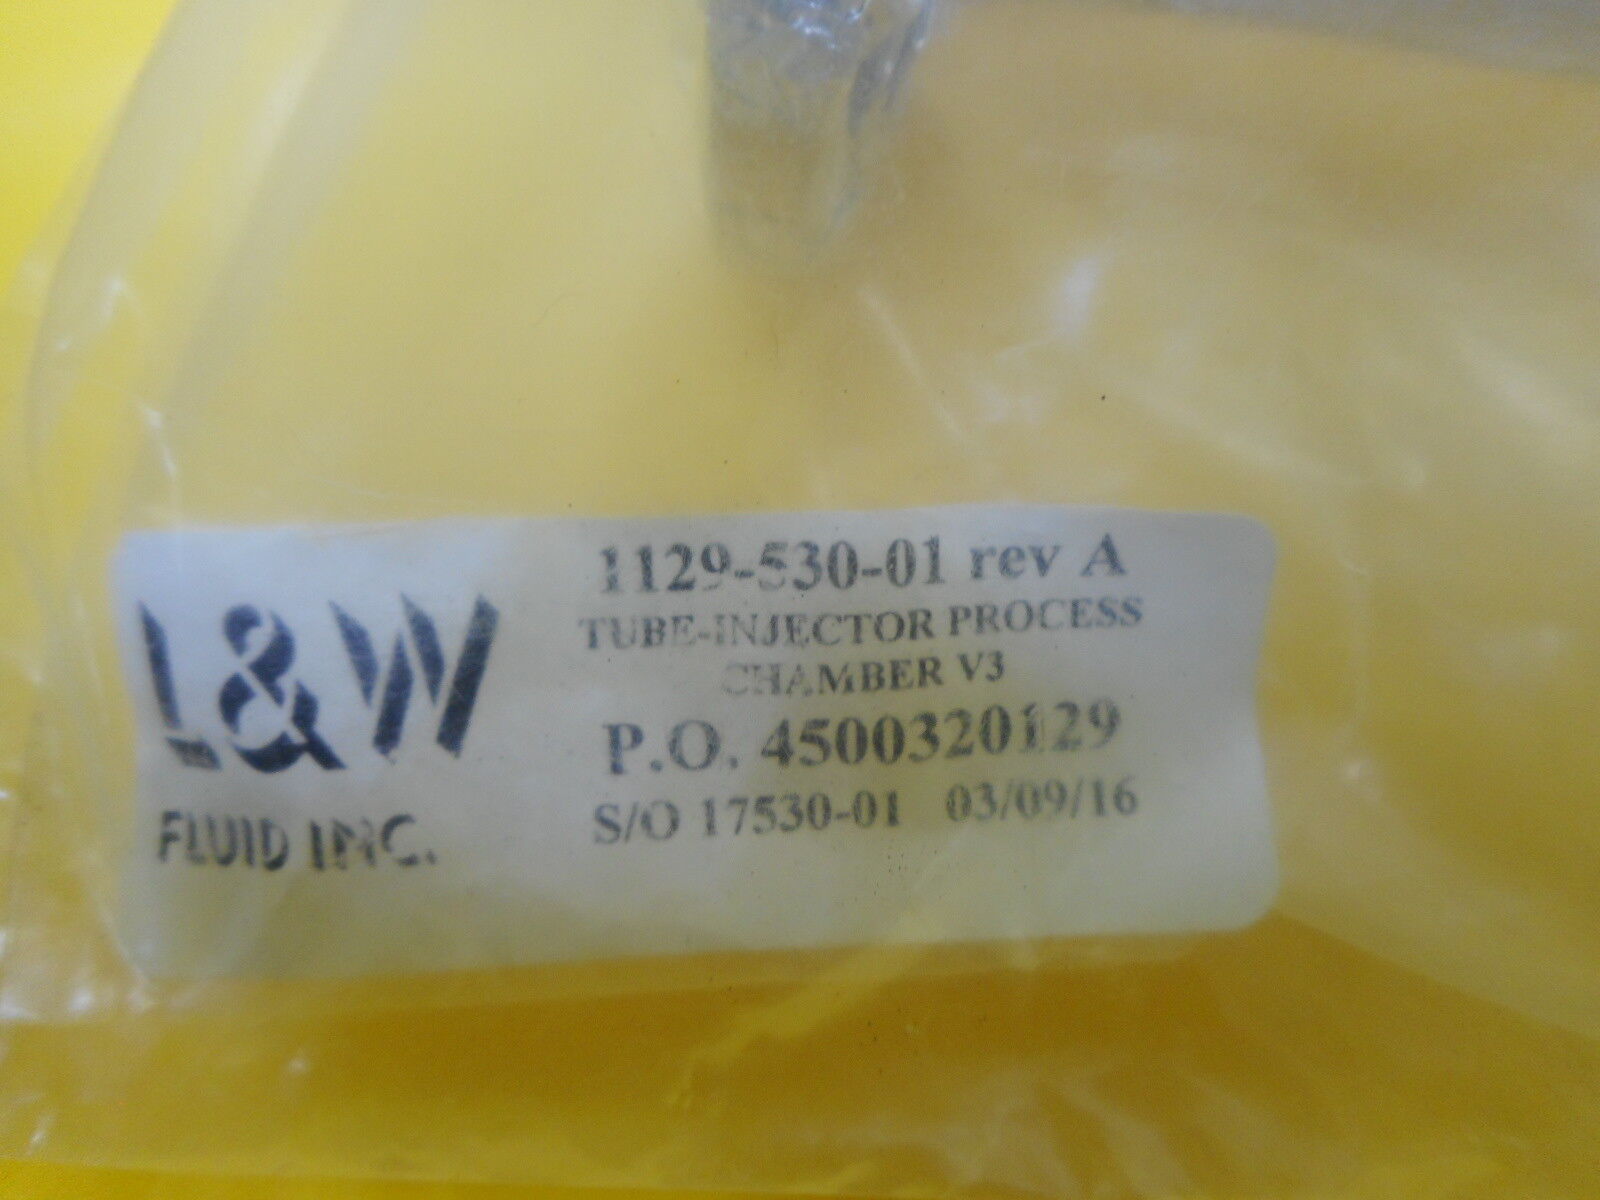 L&W
FLUID INC.
1129-530-01 rev A
TUBE-INJECTOR PROCESS
CHAMBER V3
P.O. 4500320129
S/O 17530-01 03/09/16